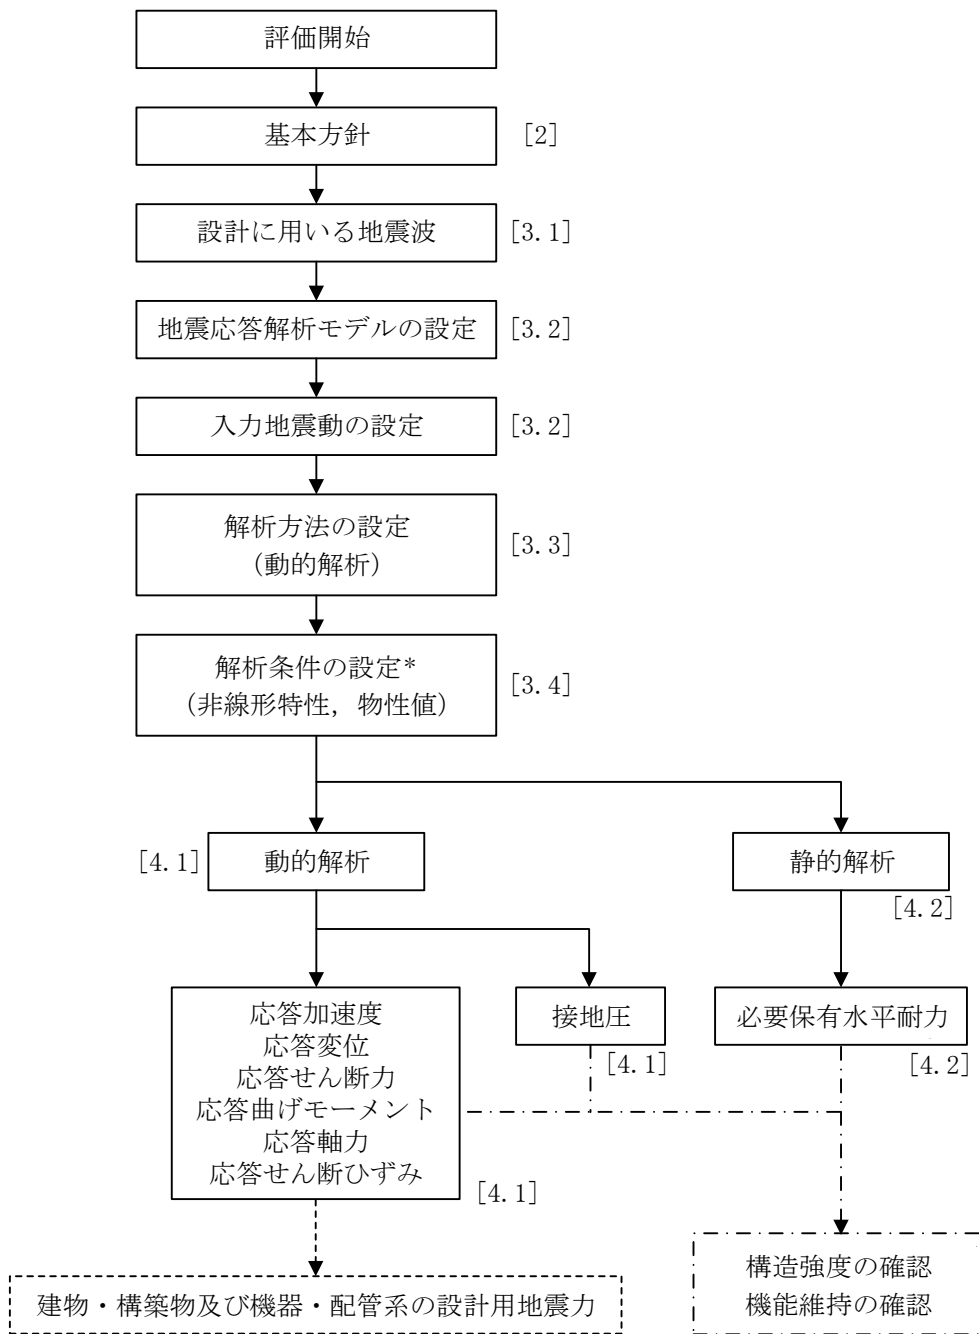 評価開始
基本方針
[2]
設計に用いる地震波
[3.1]
地震応答解析モデルの設定
[3.2]
入力地震動の設定
[3.2]
解析方法の設定
(動的解析)
[3.3]
解析条件の設定*
(非線形特性，物性値)
[3.4]
[4.1]
動的解析
静的解析
[4.2]
応答加速度
応答変位
応答せん断力
応答曲げモーメント
応答軸力
応答せん断ひずみ
[4.1]
接地圧
[4.1]
必要保有水平耐力
[4.2]
建物・構築物及び機器・配管系の設計用地震力
構造強度の確認
機能維持の確認